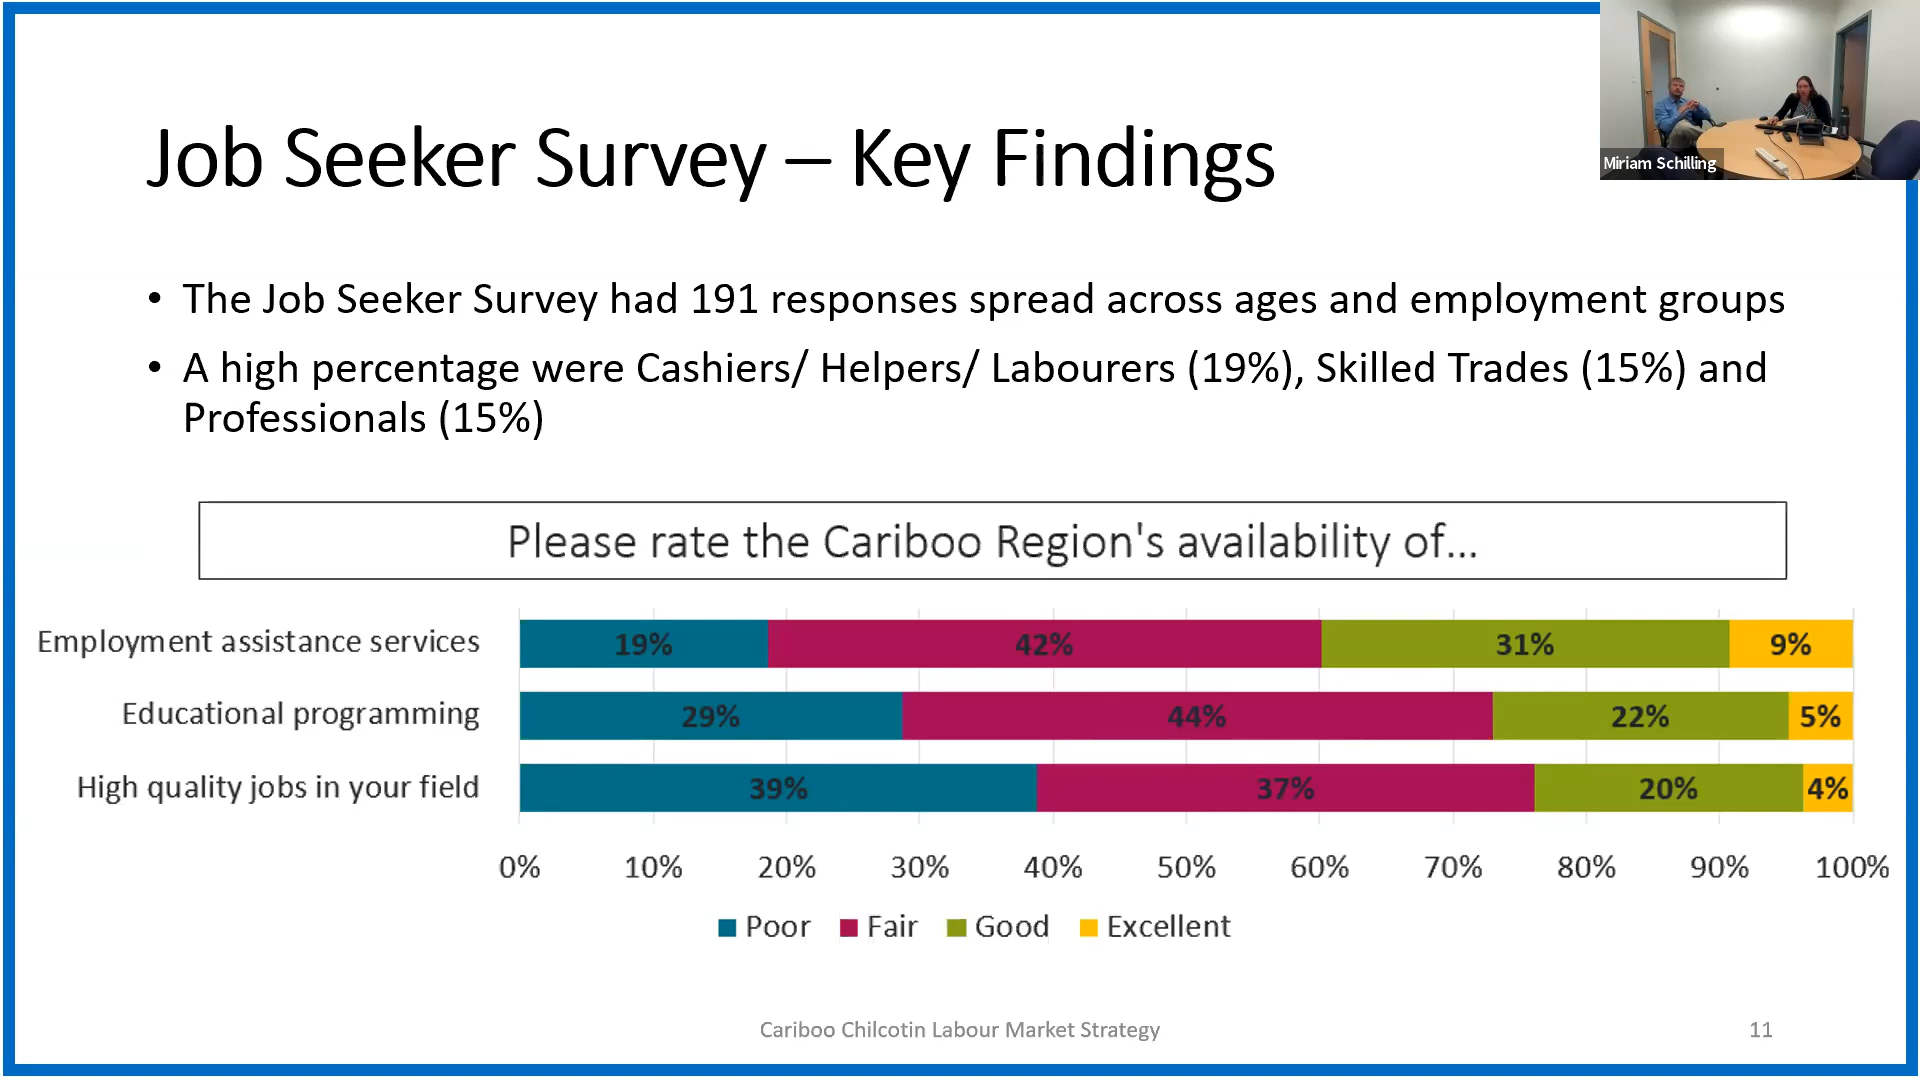 Miriam Schilling
Job Seeker Survey – Key Findings
• The Job Seeker Survey had 191 responses spread across ages and employment groups
• A high percentage were Cashiers/ Helpers/ Labourers (19%), Skilled Trades (15%) and
Professionals (15%)
Please rate the Cariboo Region's availability of...
Employment assistance services 19% 42% 31% 9%
Educational programming 29% 44% 22% 5%
High quality jobs in your field 39% 37% 20% 4%
0% 10% 20% 30% 40% 50% 60% 70% 80% 90% 100%
Poor Fair Good Excellent
Cariboo Chilcotin Labour Market Strategy 11